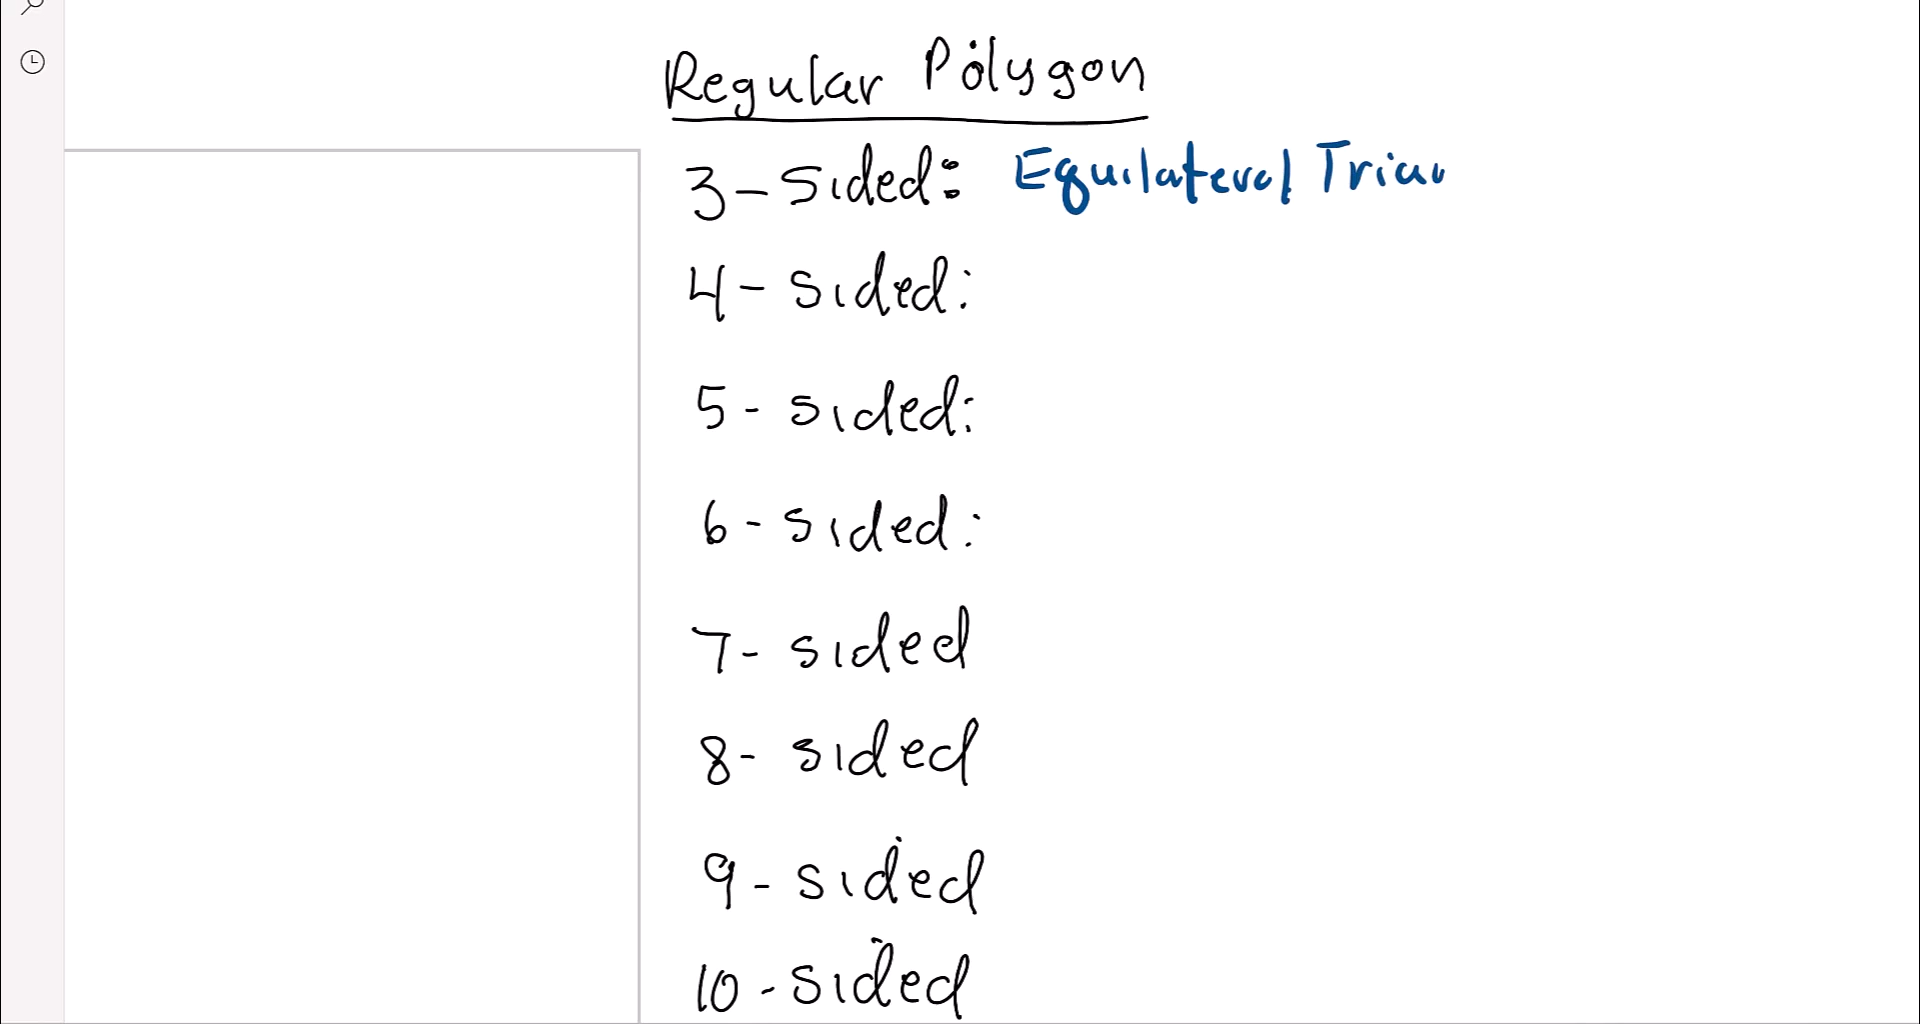 Regular Polygon
3-sided: Equilateral Trian
4-sided:
5-sided:
6-sided:
7-sided
8-sided
9-sided
10-sided